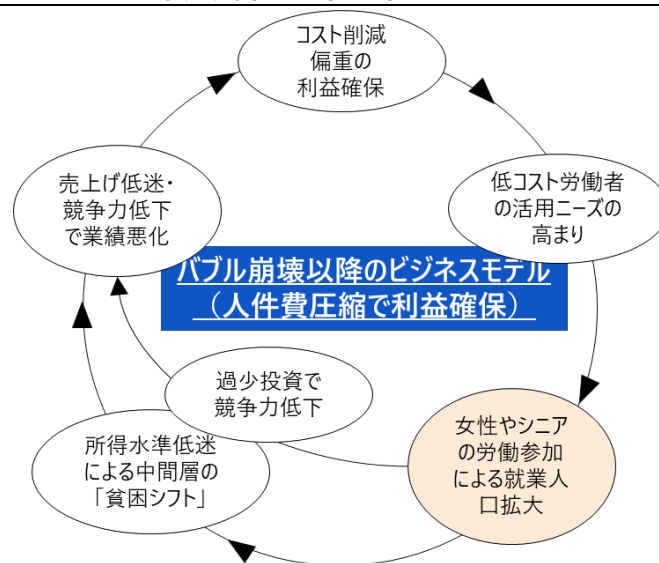 コスト削減
偏重の
利益確保
売上げ低迷・
競争力低下
で業績悪化
低コスト労働者
の活用ニーズの
高まり
バブル崩壊以降のビジネスモデル
（人件費圧縮で利益確保）
過少投資で
競争力低下
所得水準低迷
による中間層の
「貧困シフト」
女性やシニア
の労働参加
による就業人
口拡大